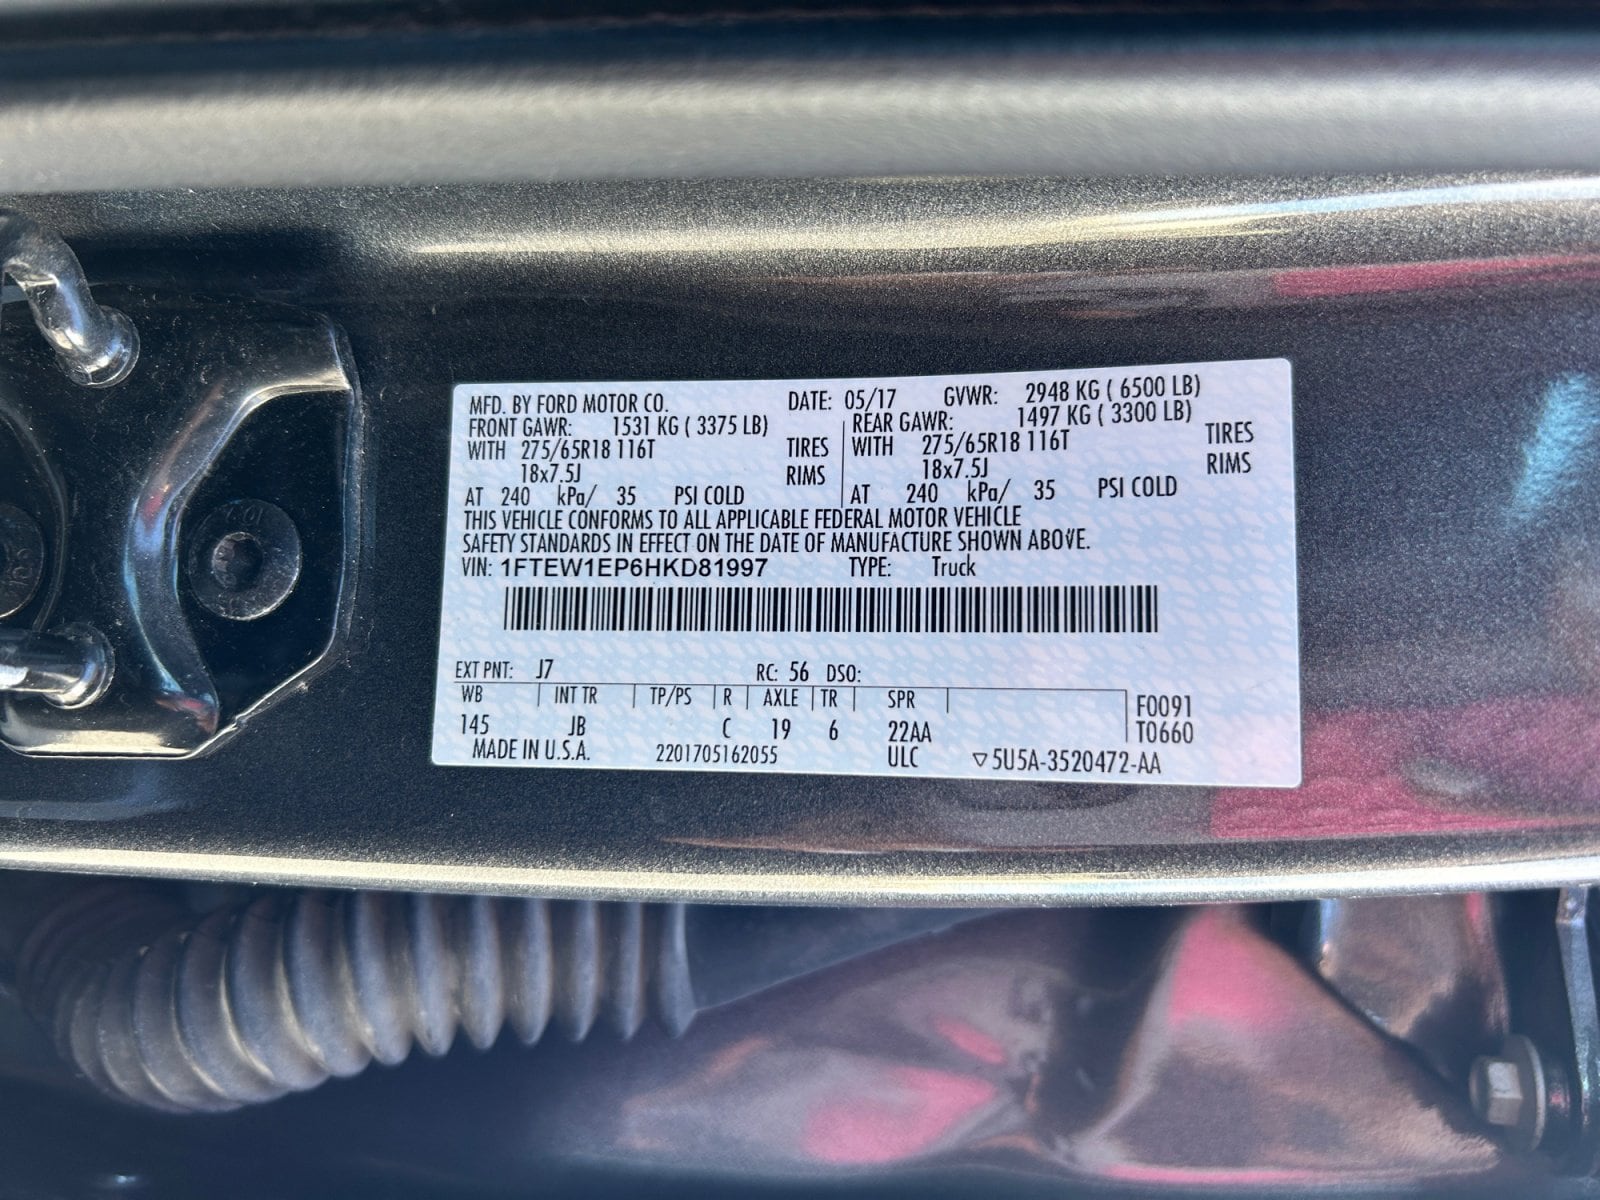 MFD. BY FORD MOTOR CO. DATE: 05/17 GVWR: 2948 KG ( 6500 LB)
FRONT GAWR: 1531 KG ( 3375 LB) REAR GAWR: 1497 KG ( 3300 LB)
WITH 275/65R18 116T TIRES WITH 275/65R18 116T TIRES
18x7.5J RIMS 18x7.5J RIMS
AT 240 kPa/ 35 PSI COLD AT 240 kPa/ 35 PSI COLD
THIS VEHICLE CONFORMS TO ALL APPLICABLE FEDERAL MOTOR VEHICLE
SAFETY STANDARDS IN EFFECT ON THE DATE OF MANUFACTURE SHOWN ABOVE.
VIN: 1FTEW1EP6HKD81997 TYPE: Truck
EXT PNT: J7 RC: 56 DSO:
WB INT TR TP/PS R AXLE TR SPR F0091
145 JB C 19 6 22AA T0660
MADE IN U.S.A. 2201705162055 ULC ▽5U5A-3520472-AA